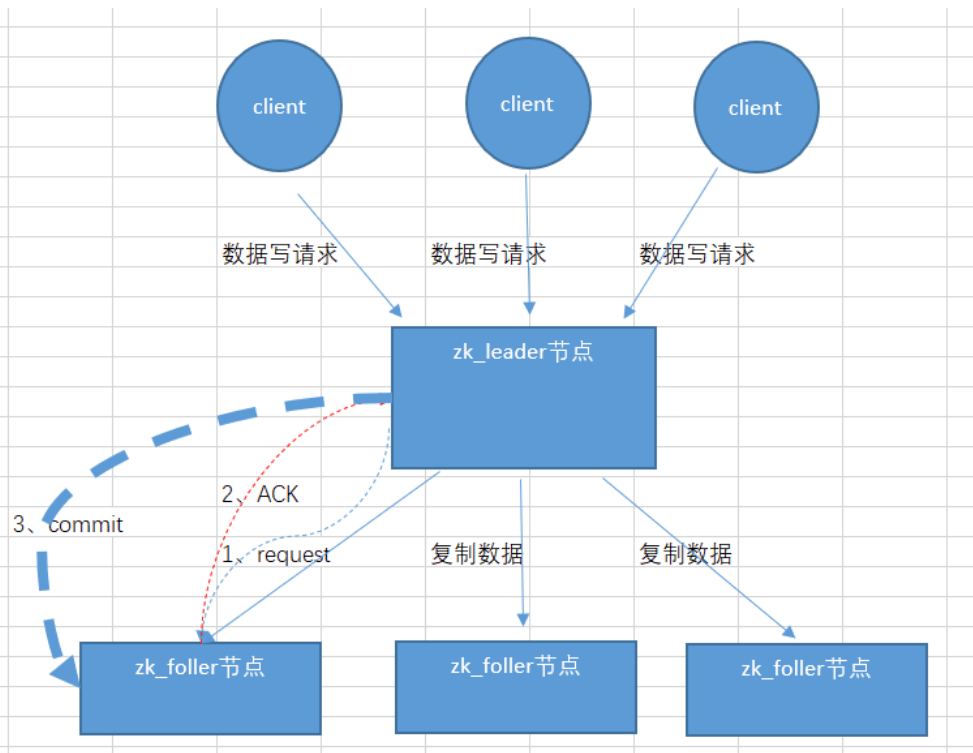 client
client
client
数据写请求
数据写请求
数据写请求
zk_leader节点
2、ACK
3、commit
1、request
复制数据
复制数据
zk_foller节点
zk_foller节点
zk_foller节点